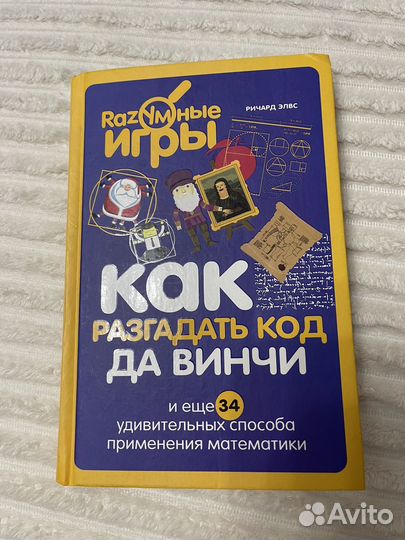 RazУМные
игры
РИЧАРД ЭЛВС
как
РАЗГАДАТЬ КОД
ДА ВИНЧИ
и еще 34
удивительных способа
применения математики
Avito